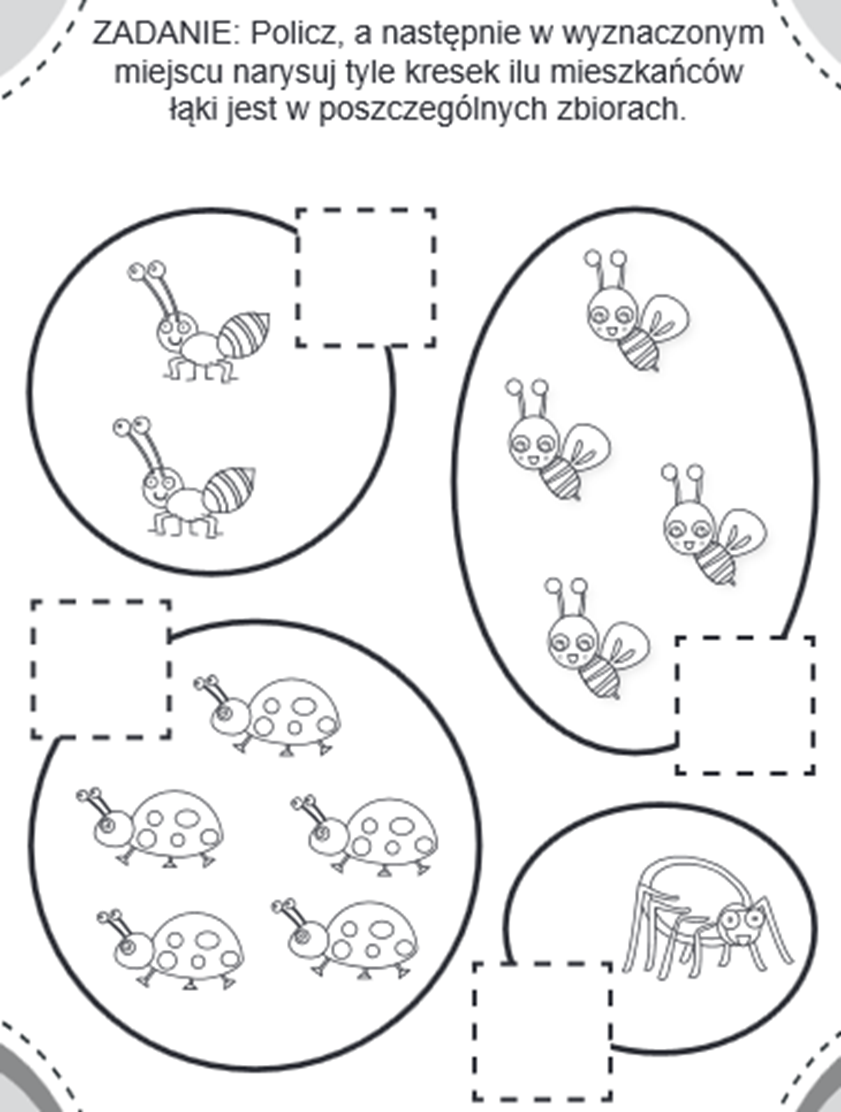 ZADANIE: Policz, a następnie w wyznaczonym
miejscu narysuj tyle kresek ilu mieszkańców
łąki jest w poszczególnych zbiorach.